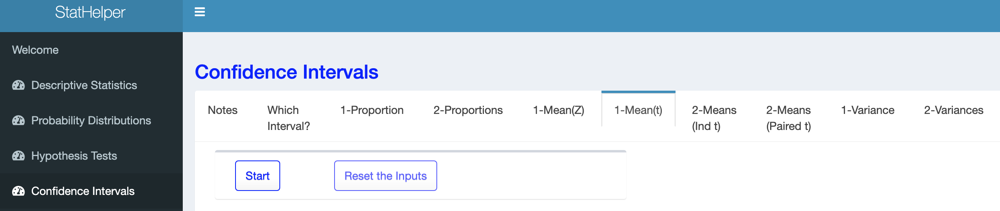 StatHelper
Welcome
Descriptive Statistics
Probability Distributions
Hypothesis Tests
Confidence Intervals
Confidence Intervals
Notes
Which
Interval?
1-Proportion
2-Proportions
1-Mean(Z)
1-Mean(t)
2-Means
(Ind t)
2-Means
(Paired t)
1-Variance
2-Variances
Start
Reset the Inputs